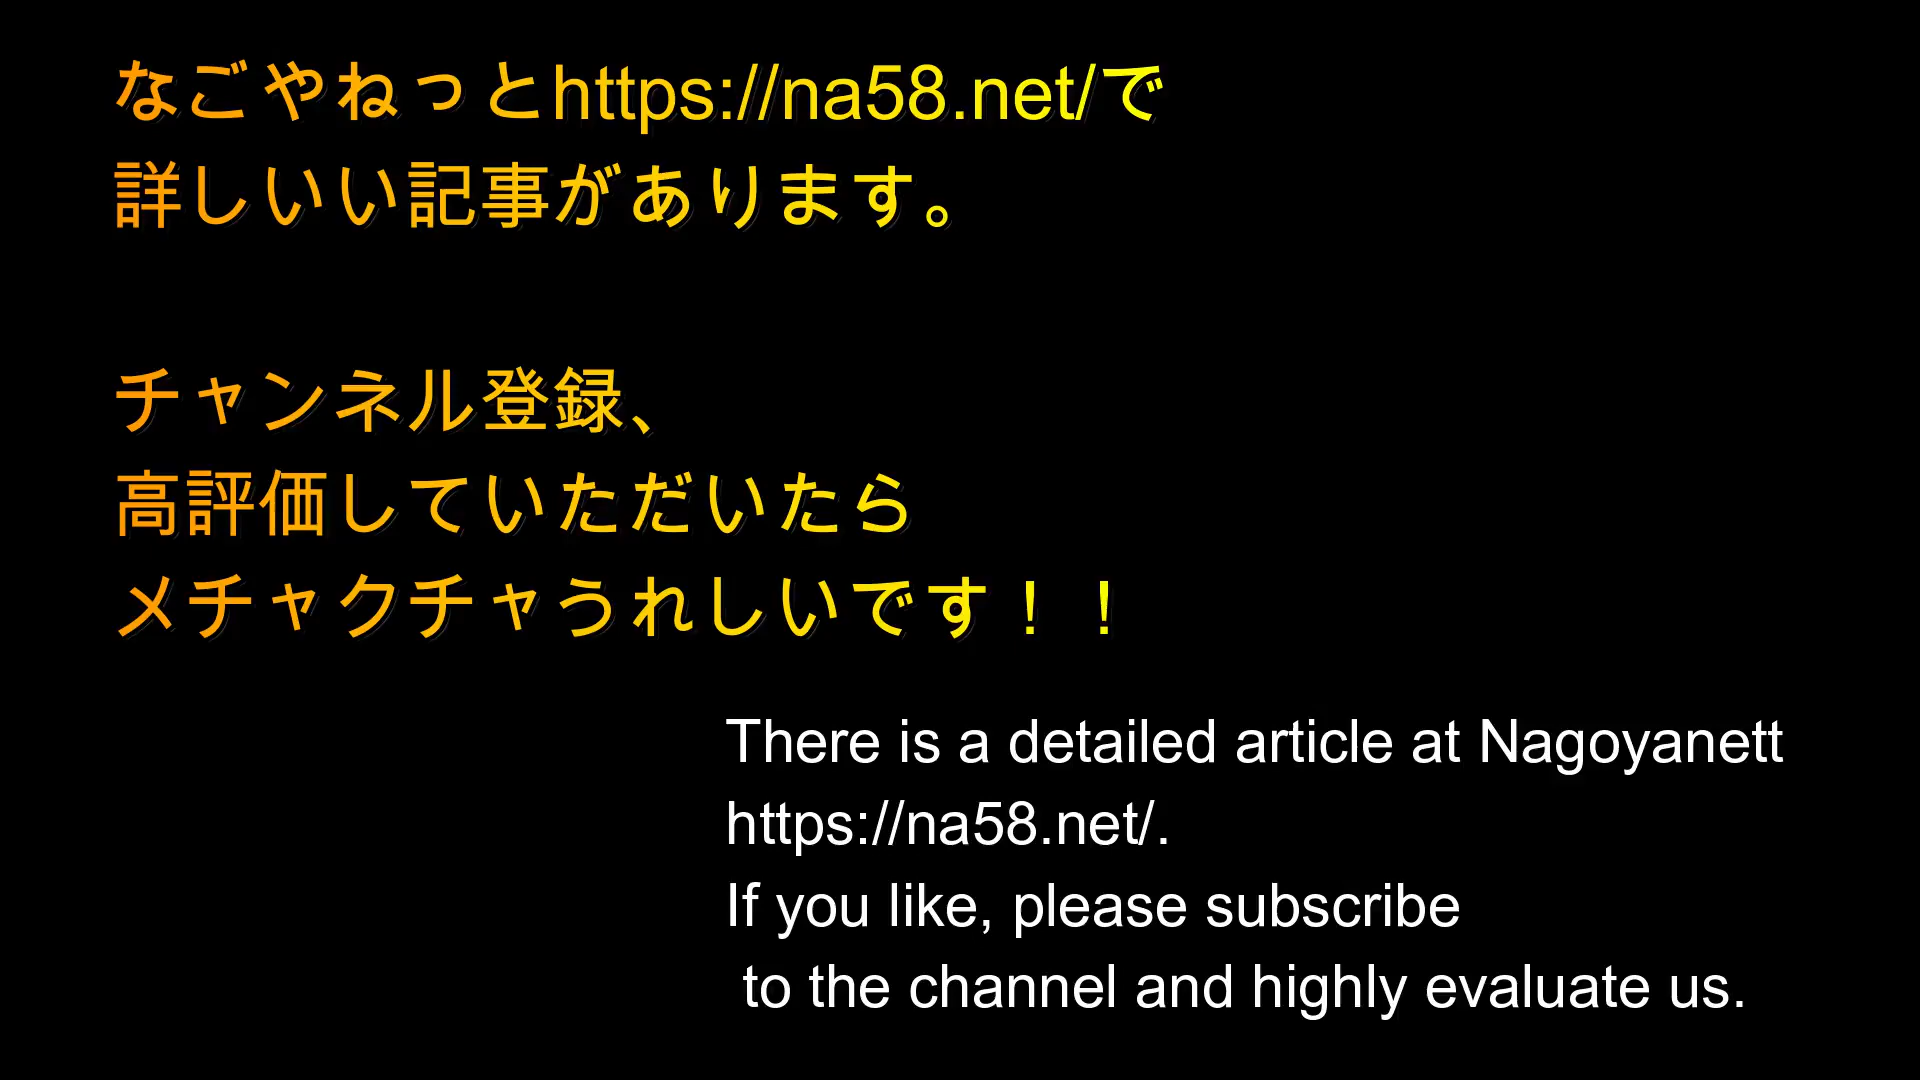 なごやねっとhttps://na58.net/で
詳しいい記事があります。
チャンネル登録、
高評価していただいたら
メチャクチャうれしいです！！
There is a detailed article at Nagoyanett
https://na58.net/.
If you like, please subscribe
to the channel and highly evaluate us.